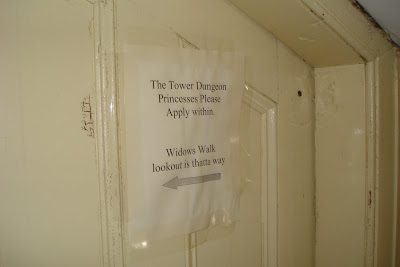 The Tower Dungeon
Princesses Please
Apply within.
Widows Walk
lookout is thatta way